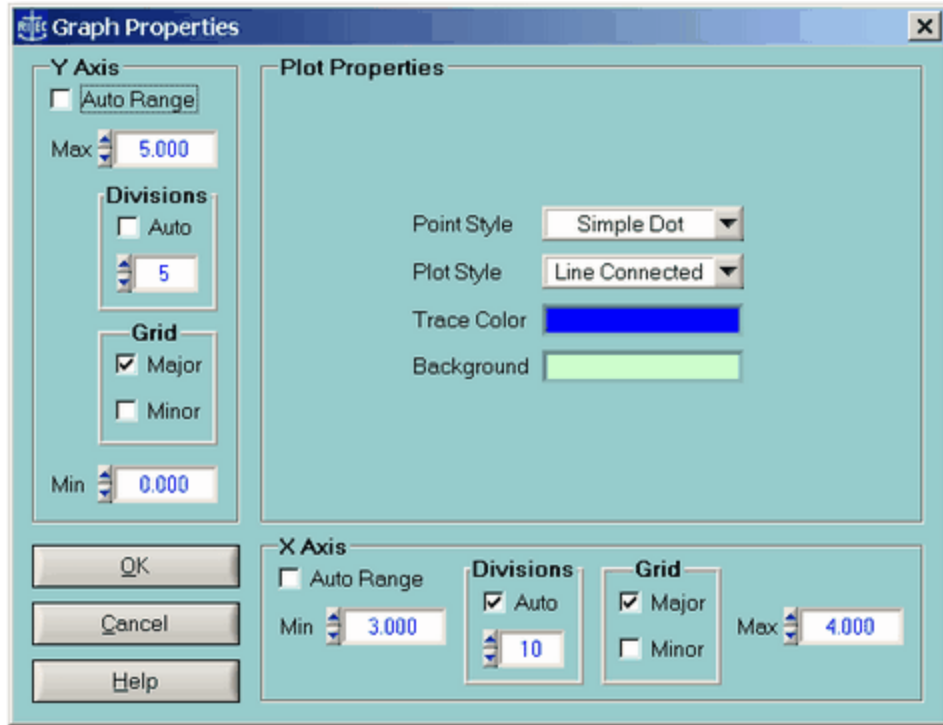 Graph Properties
Y Axis
Auto Range
Max 5.000
Divisions
Auto
5
Grid
Major
Minor
Min 0.000
Plot Properties
Point Style Simple Dot
Plot Style Line Connected
Trace Color
Background
OK
Cancel
Help
X Axis
Auto Range
Min 3.000
Divisions
Auto
10
Grid
Major
Minor
Max 4.000